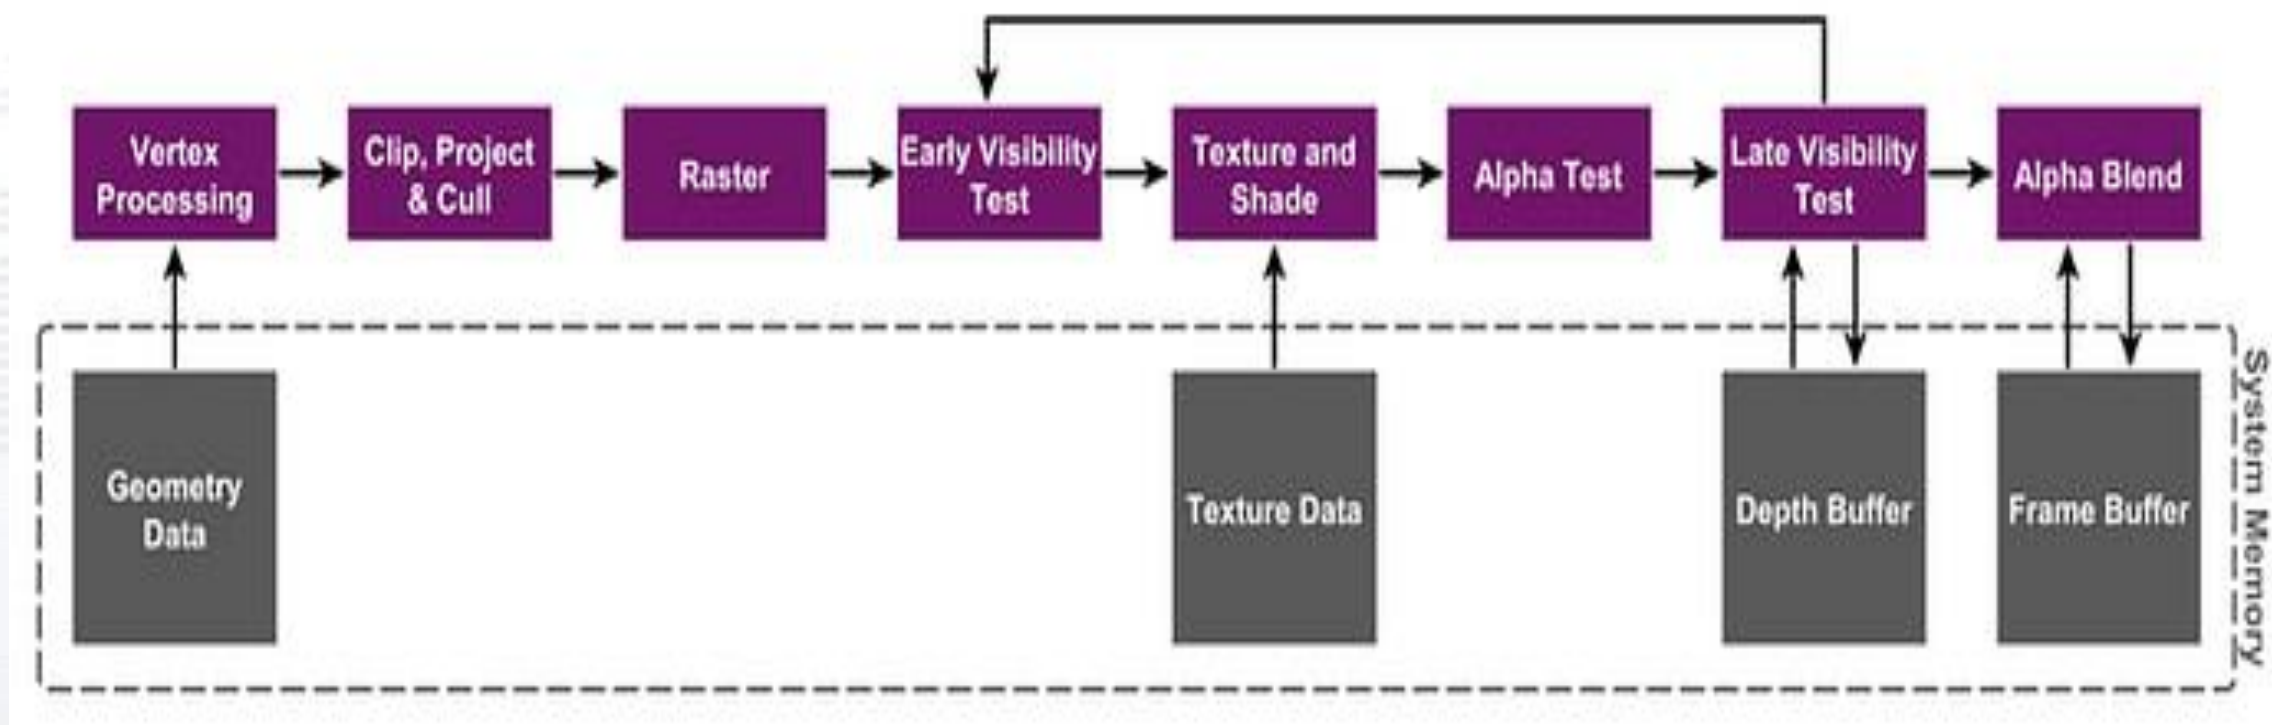 Vertex
Processing
Clip, Project
& Cull
Raster
Early Visibility
Test
Texture and
Shade
Alpha Test
Late Visibility
Test
Alpha Blend
Geometry
Data
Texture Data
Depth Buffer
Frame Buffer
System Memory